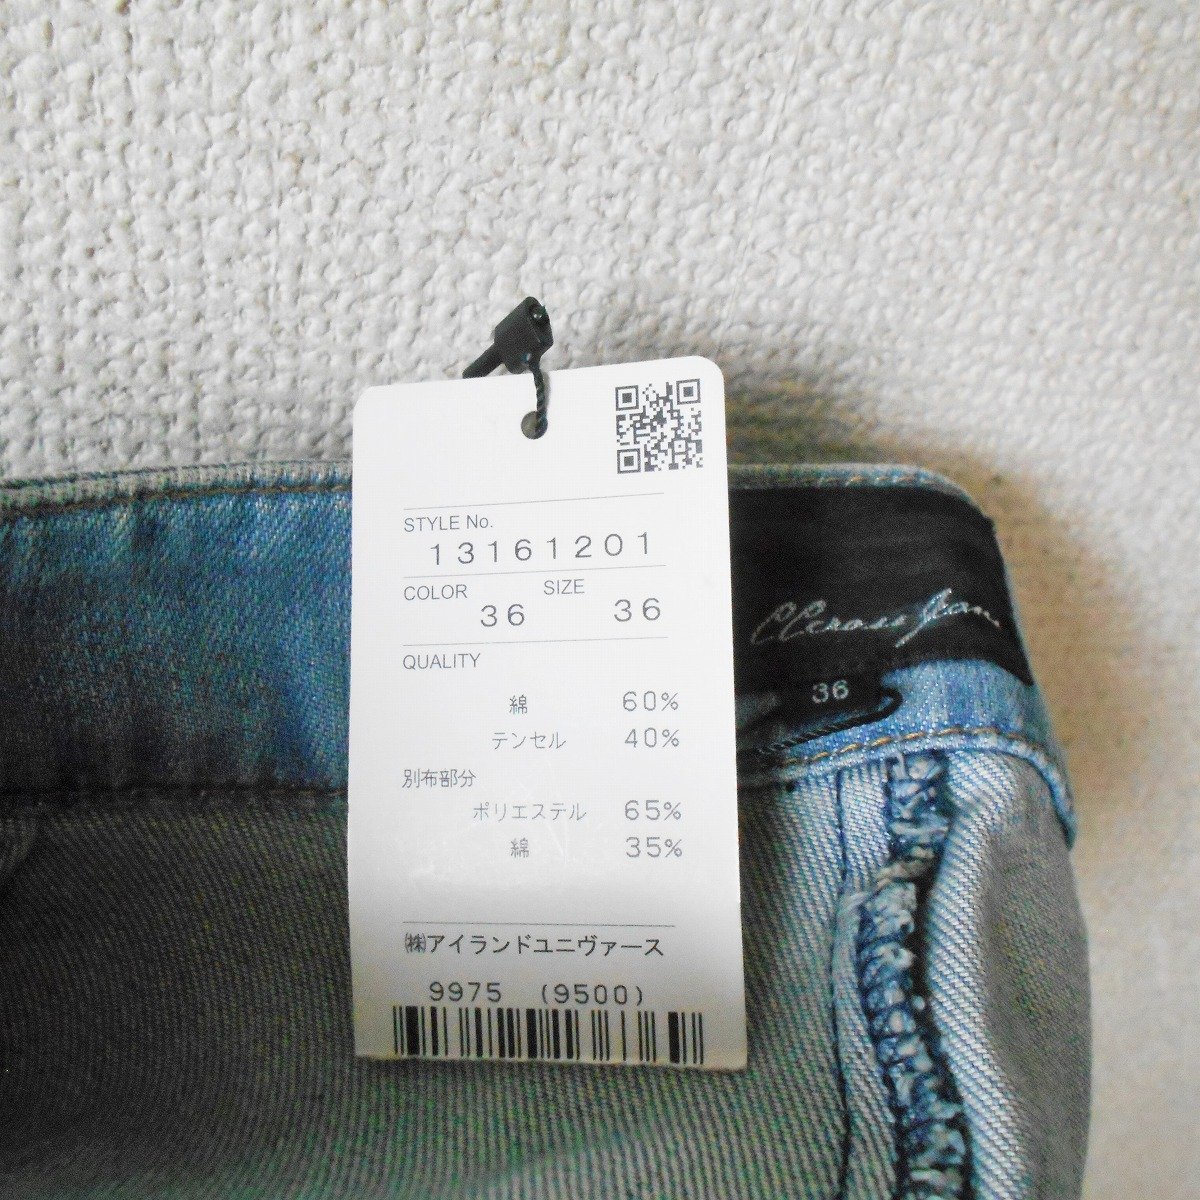 STYLE No.
13161201
COLOR SIZE
36 36
QUALITY
綿 60%
テンセル 40%
別布部分
ポリエステル 65%
綿 35%
㈱アイランドユニヴァース
9975 (9500)
36